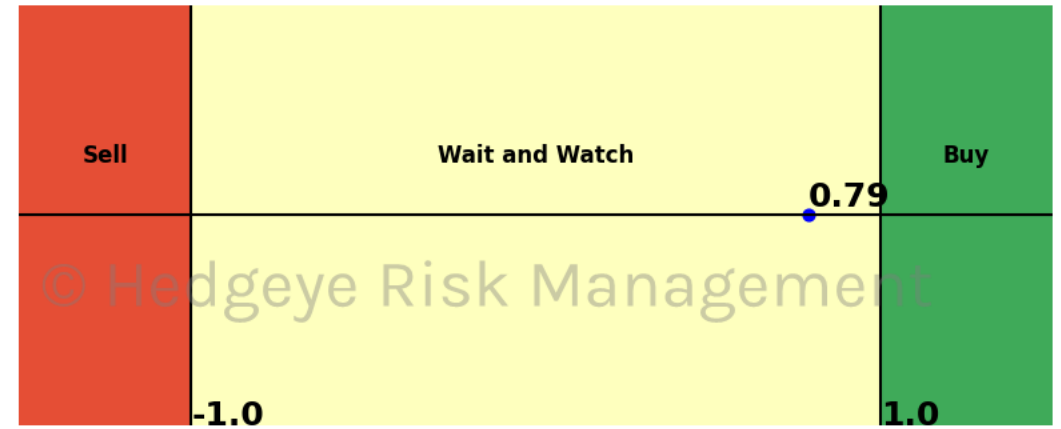 Sell
Wait and Watch
Buy
0.79
© Hedgeye Risk Management
-1.0
1.0